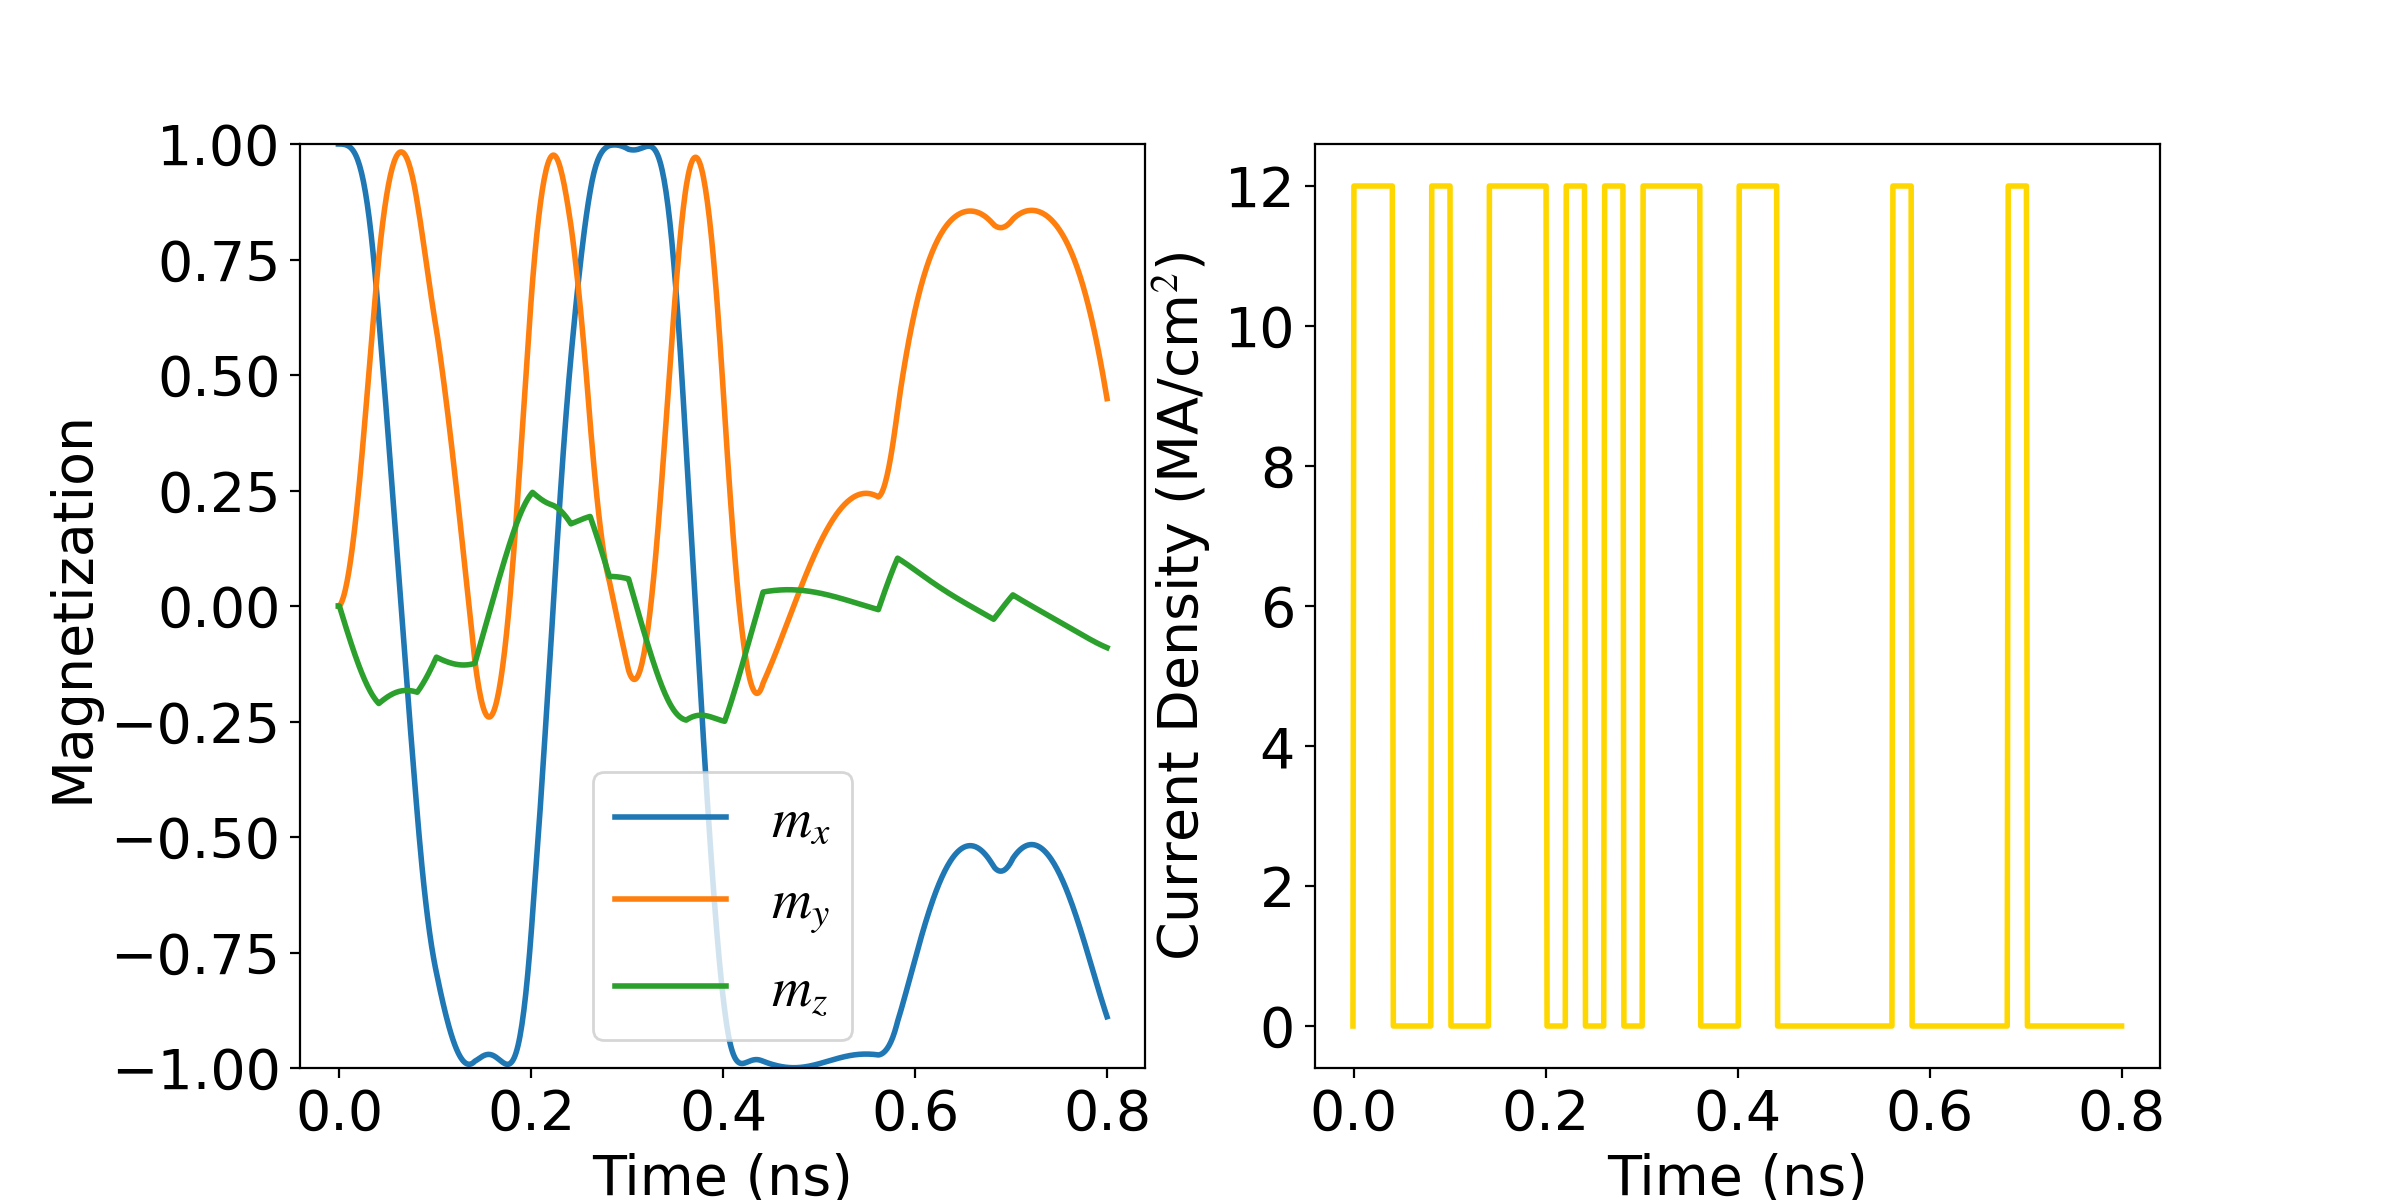 1.00
0.75
0.50
0.25
0.00
−0.25
−0.50
−0.75
−1.00
Magnetization
0.0 0.2 0.4 0.6 0.8
Time (ns)
m_x
m_y
m_z
12
10
8
6
4
2
0
Current Density (MA/cm²)
0.0 0.2 0.4 0.6 0.8
Time (ns)